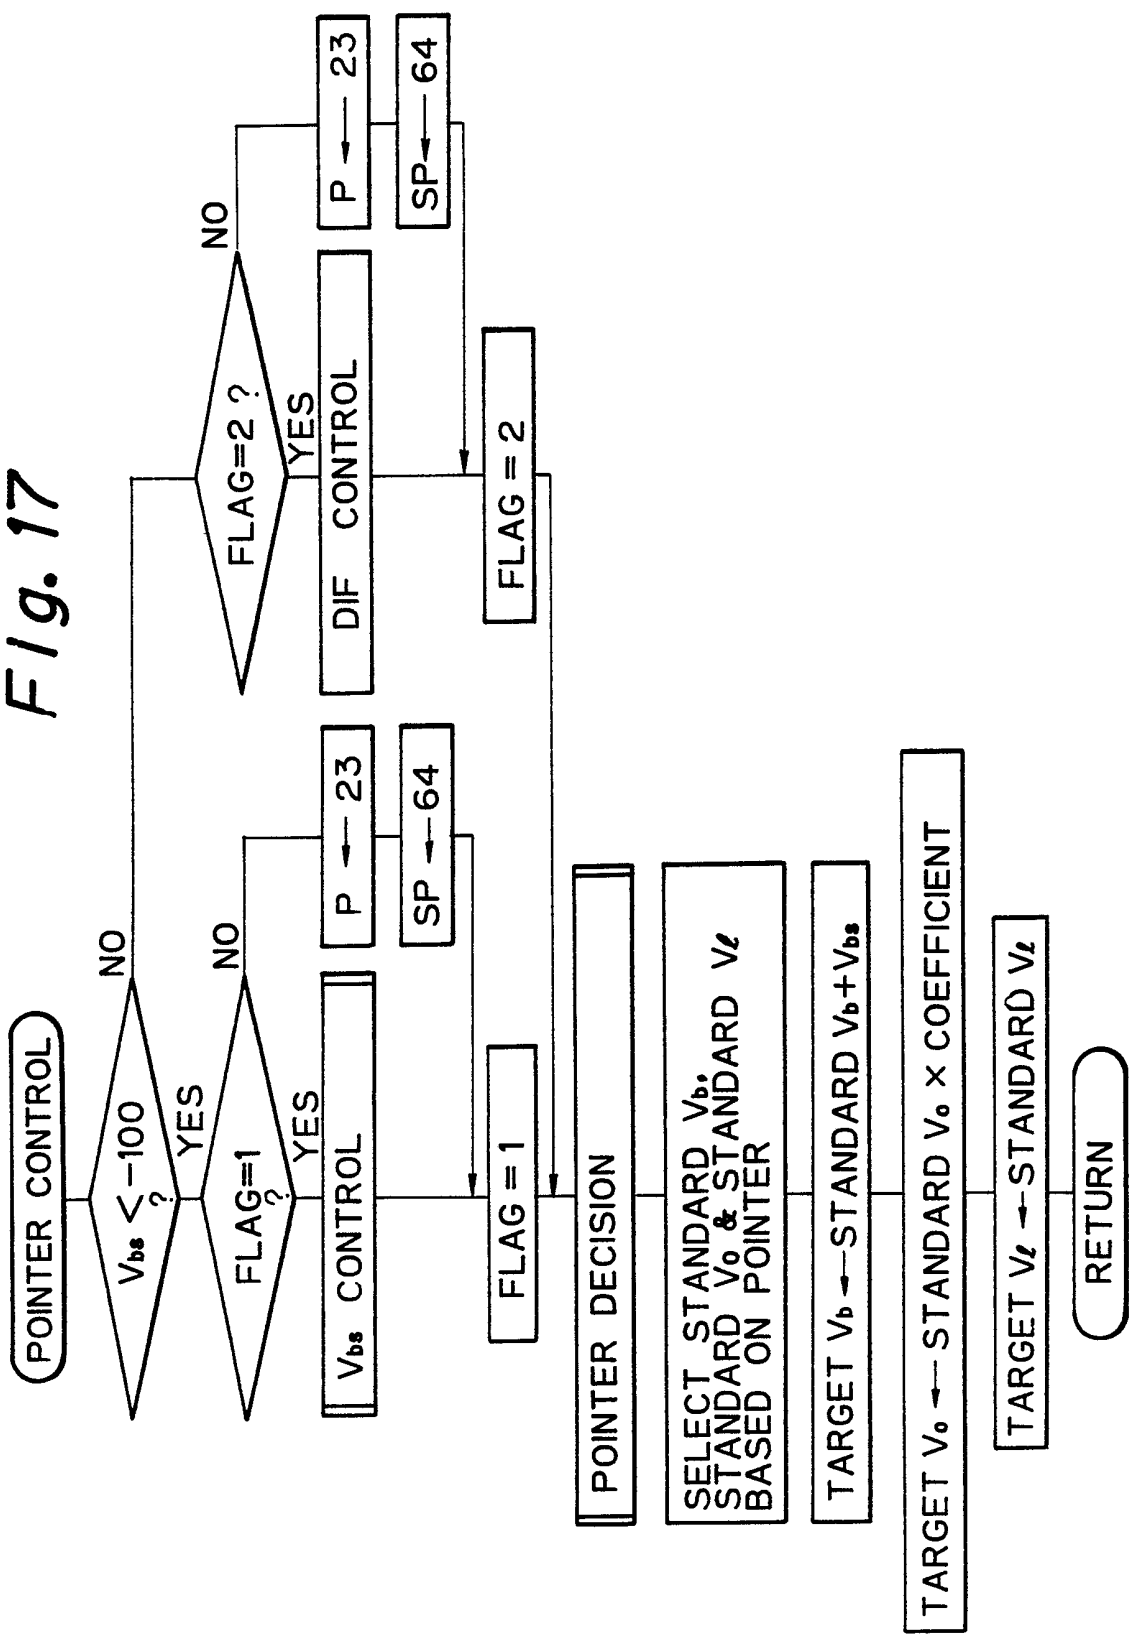 Fig. 17
POINTER CONTROL
Vbs < -100
?
NO
YES
FLAG=1
?
NO
YES
Vbs CONTROL
P ← 23
SP ← 64
FLAG = 1
FLAG=2 ?
NO
YES
DIF CONTROL
P ← 23
SP ← 64
FLAG = 2
POINTER DECISION
SELECT STANDARD Vb,
STANDARD Vo & STANDARD Vℓ
BASED ON POINTER
TARGET Vb ← STANDARD Vb + Vbs
TARGET Vo ← STANDARD Vo × COEFFICIENT
TARGET Vℓ ← STANDARD Vℓ
RETURN